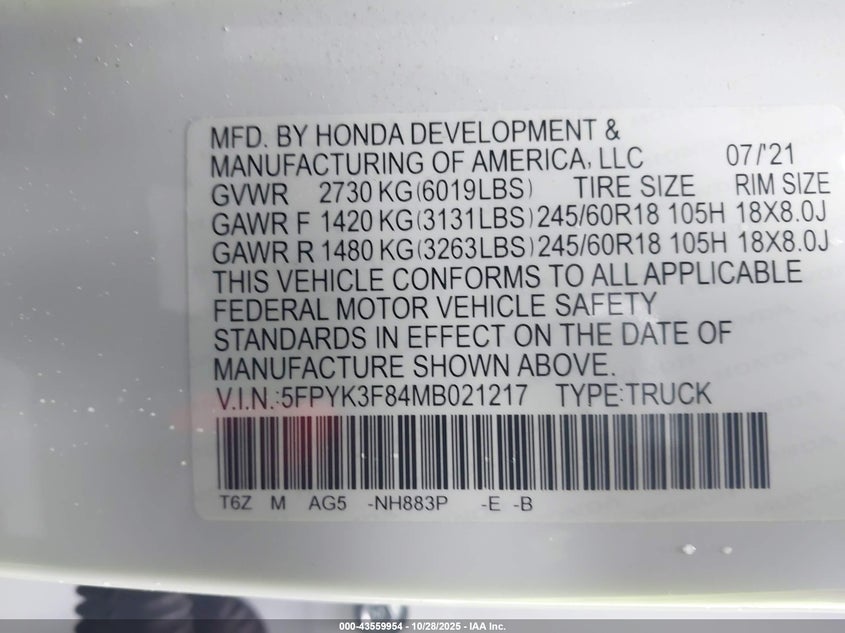 MFD. BY HONDA DEVELOPMENT &
MANUFACTURING OF AMERICA, LLC 07/'21
GVWR 2730 KG(6019LBS) TIRE SIZE RIM SIZE
GAWR F 1420 KG(3131LBS) 245/60R18 105H 18X8.0J
GAWR R 1480 KG(3263LBS) 245/60R18 105H 18X8.0J
THIS VEHICLE CONFORMS TO ALL APPLICABLE
FEDERAL MOTOR VEHICLE SAFETY
STANDARDS IN EFFECT ON THE DATE OF
MANUFACTURE SHOWN ABOVE.
V.I.N.:5FPYK3F84MB021217 TYPE:TRUCK
T6Z M AG5 -NH883P -E -B
000-43559954 - 10/28/2025 - IAA Inc.